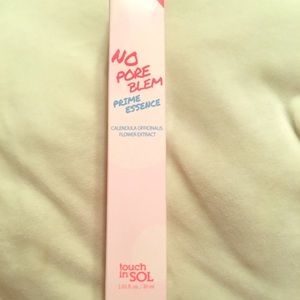 NO
PORE
BLEM
PRIME
ESSENCE
CALENDULA OFFICINALIS
FLOWER EXTRACT
touch
in SOL